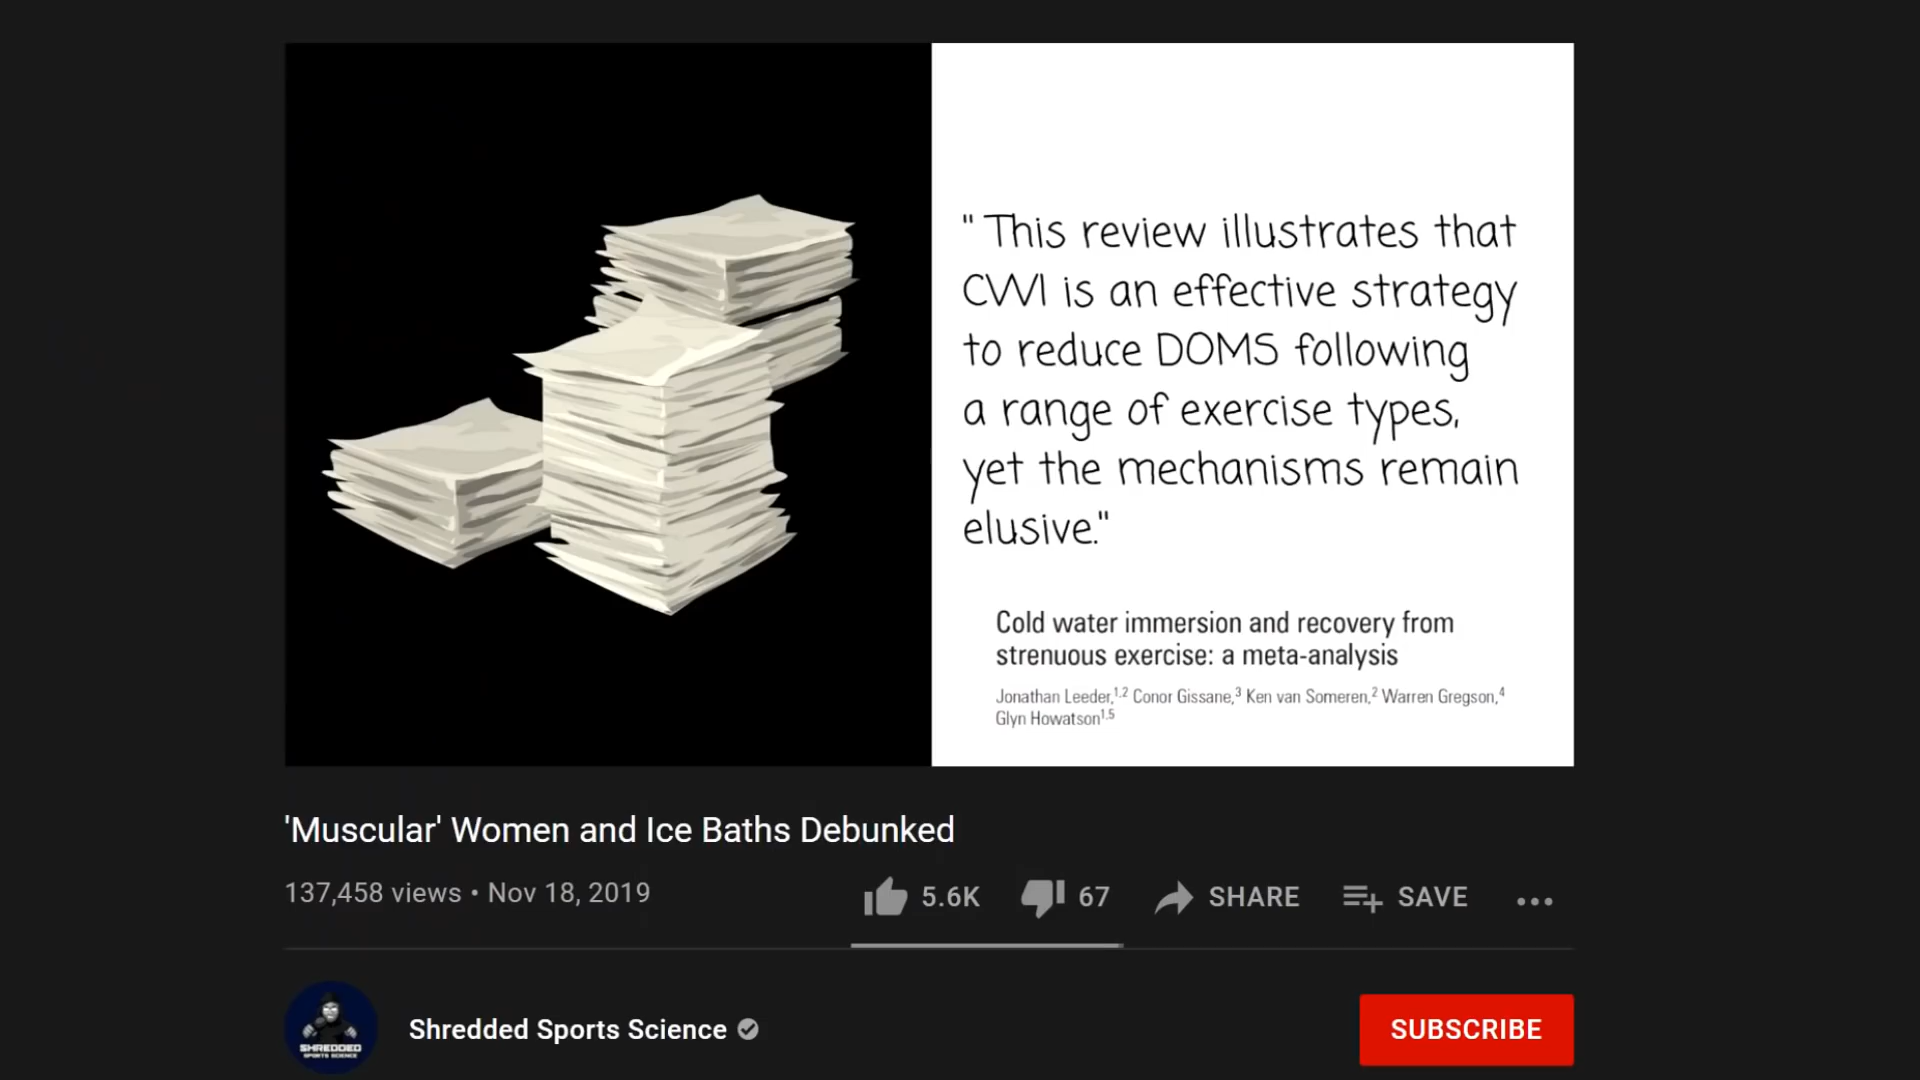 " This review illustrates that
CWI is an effective strategy
to reduce DOMS following
a range of exercise types,
yet the mechanisms remain
elusive."
Cold water immersion and recovery from
strenuous exercise: a meta-analysis
Jonathan Leeder,1,2 Conor Gissane,3 Ken van Someren,2 Warren Gregson,4
Glyn Howatson1,5
'Muscular' Women and Ice Baths Debunked
137,458 views • Nov 18, 2019
5.6K
67
SHARE
SAVE
SHREDDED
SPORTS SCIENCE
Shredded Sports Science
SUBSCRIBE